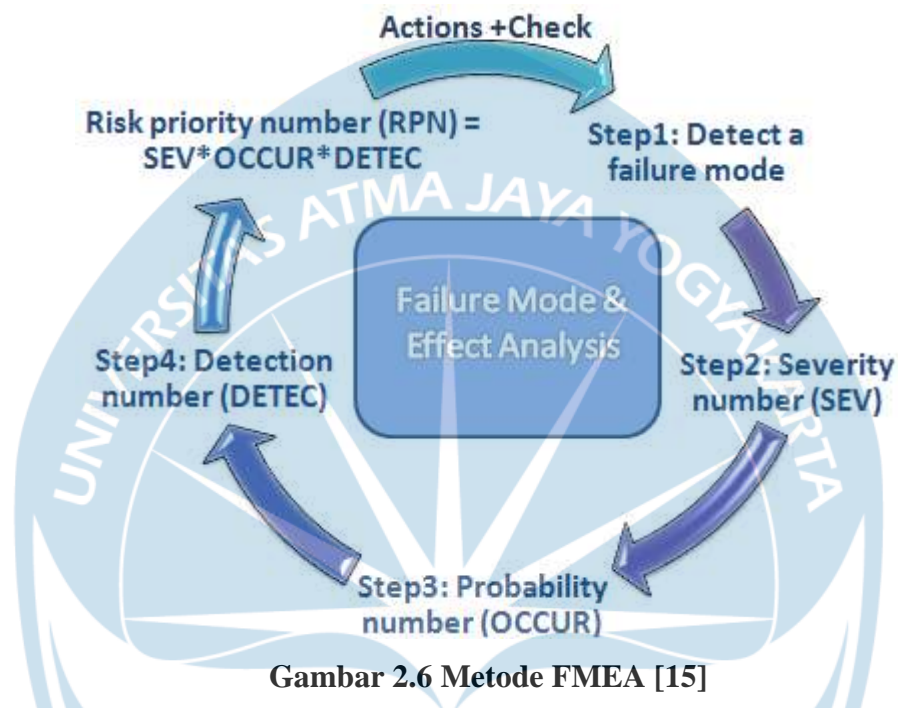 Actions +Check
Risk priority number (RPN) =
SEV*OCCUR*DETEC
Step1: Detect a
failure mode
UNIVERSITAS ATMA JAYA YOGYAKARTA
Failure Mode &
Effect Analysis
Step2: Severity
number (SEV)
Step4: Detection
number (DETEC)
Step3: Probability
number (OCCUR)
Gambar 2.6 Metode FMEA [15]